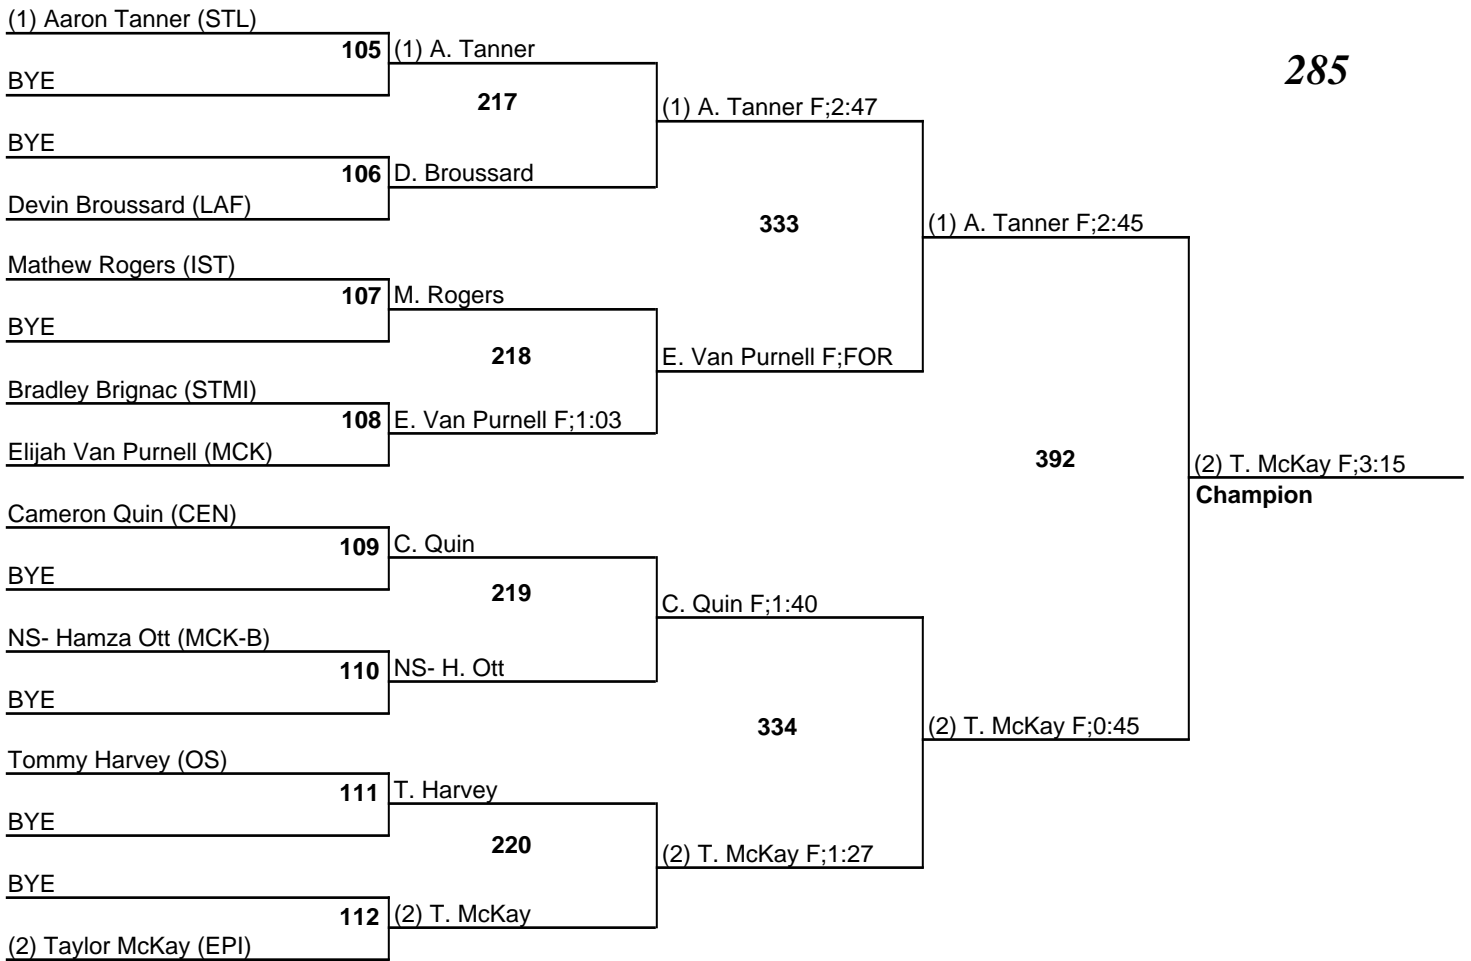 (1) Aaron Tanner (STL)
105 (1) A. Tanner
285
BYE
217
(1) A. Tanner F;2:47
BYE
106 D. Broussard
Devin Broussard (LAF)
333
(1) A. Tanner F;2:45
Mathew Rogers (IST)
107 M. Rogers
BYE
218
E. Van Purnell F;FOR
Bradley Brignac (STMI)
108 E. Van Purnell F;1:03
Elijah Van Purnell (MCK)
392
(2) T. McKay F;3:15
Champion
Cameron Quin (CEN)
109 C. Quin
BYE
219
C. Quin F;1:40
NS- Hamza Ott (MCK-B)
110 NS- H. Ott
BYE
334
(2) T. McKay F;0:45
Tommy Harvey (OS)
111 T. Harvey
BYE
220
(2) T. McKay F;1:27
BYE
112 (2) T. McKay
(2) Taylor McKay (EPI)